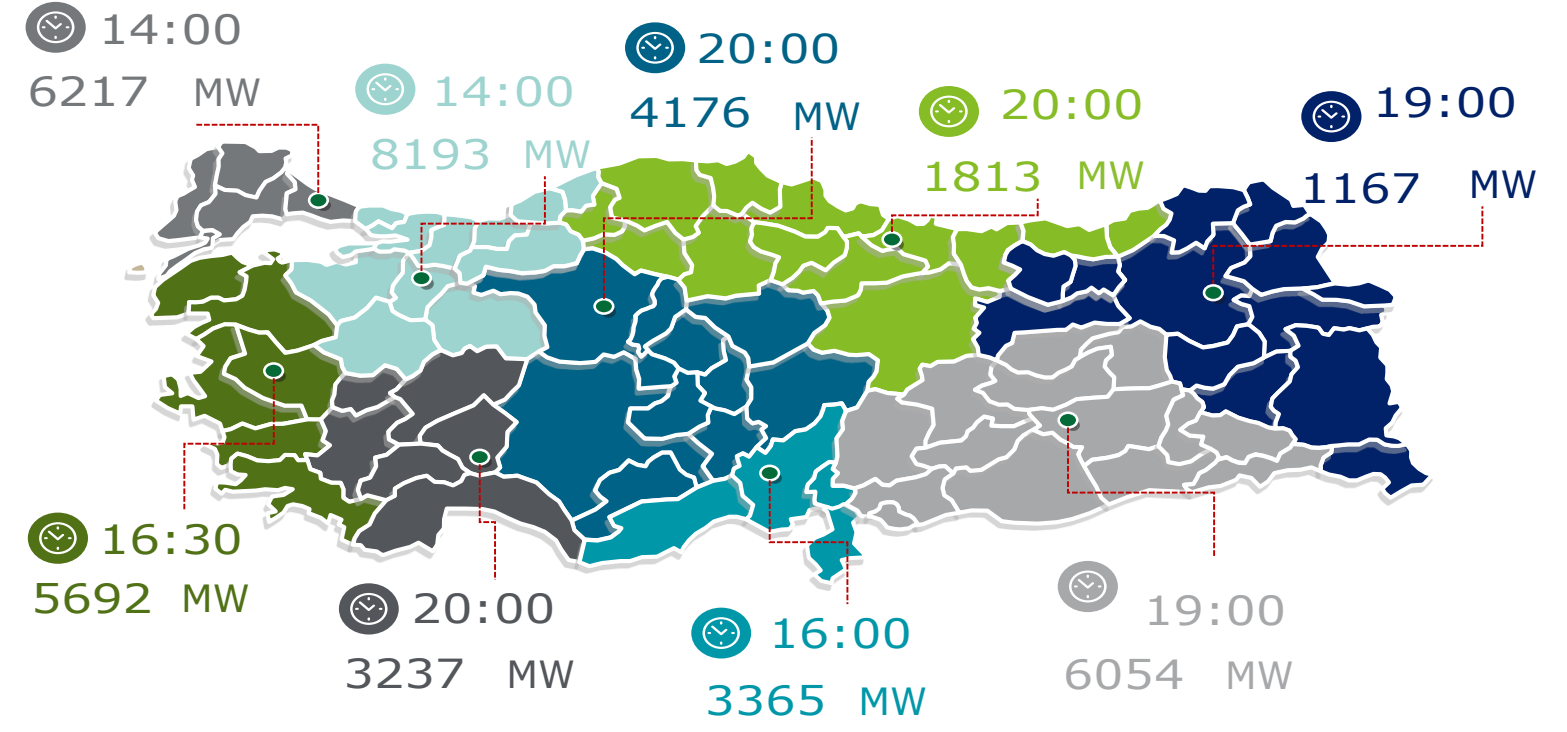 14:00
6217 MW
14:00
8193 MW
20:00
4176 MW
20:00
1813 MW
19:00
1167 MW
16:30
5692 MW
20:00
3237 MW
16:00
3365 MW
19:00
6054 MW